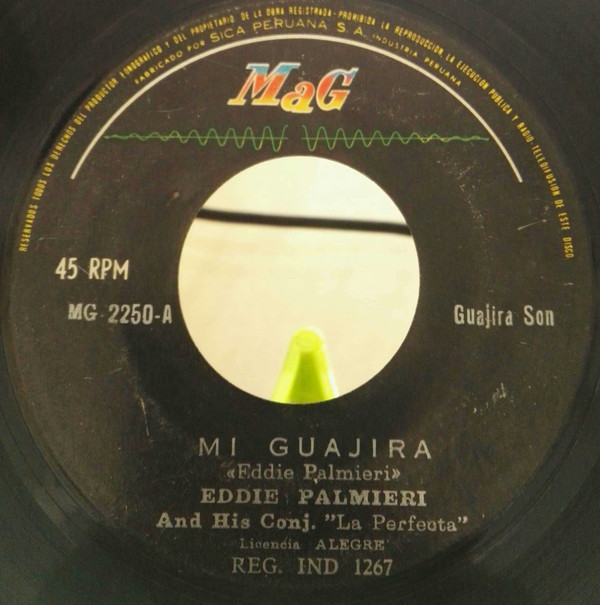 RESERVADOS TODOS LOS DERECHOS DEL PRODUCTOR FONOGRAFICO Y DEL PROPIETARIO DE LA OBRA REGISTRADA - PROHIBIDA LA REPRODUCCION, LA EJECUCION PUBLICA Y RADIO-TELEDIFUSION DE ESTE DISCO.
FABRICADO POR SICA PERUANA S. A. INDUSTRIA PERUANA
MaG
45 RPM
MG 2250-A
Guajira Son
MI GUAJIRA
«Eddie Palmieri»
EDDIE PALMIERI
And His Conj. "La Perfeota"
Licencia ALEGRE
REG. IND 1267